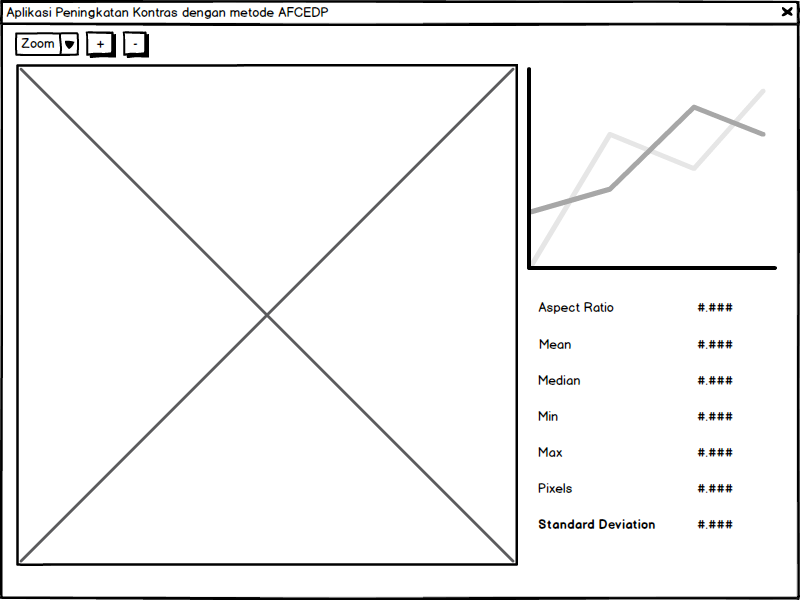 Aplikasi Peningkatan Kontras dengan metode AFCEDP
Zoom + -
Aspect Ratio #.###
Mean #.###
Median #.###
Min #.###
Max #.###
Pixels #.###
Standard Deviation #.###